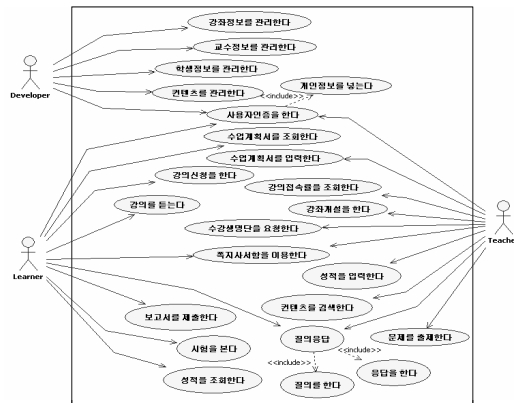 강좌정보를 관리한다
교수정보를 관리한다
학생정보를 관리한다
Developer
컨텐츠를 관리한다
개인정보를 넣는다
<<include>>
사용자인증을 한다
수업계획서를 조회한다
수업계획서를 입력한다
강의신청을 한다
강의접속률을 조회한다
강의를 듣는다
강좌개설을 한다
수강생명단을 요청한다
Teache
Learner
쪽지사서함을 이용한다
성적을 입력한다
컨텐츠를 검색한다
보고서를 제출한다
질의응답
문제를 출제한다
시험을 본다
<<include>>
<<include>>
성적을 조회한다
질의를 한다
응답을 한다